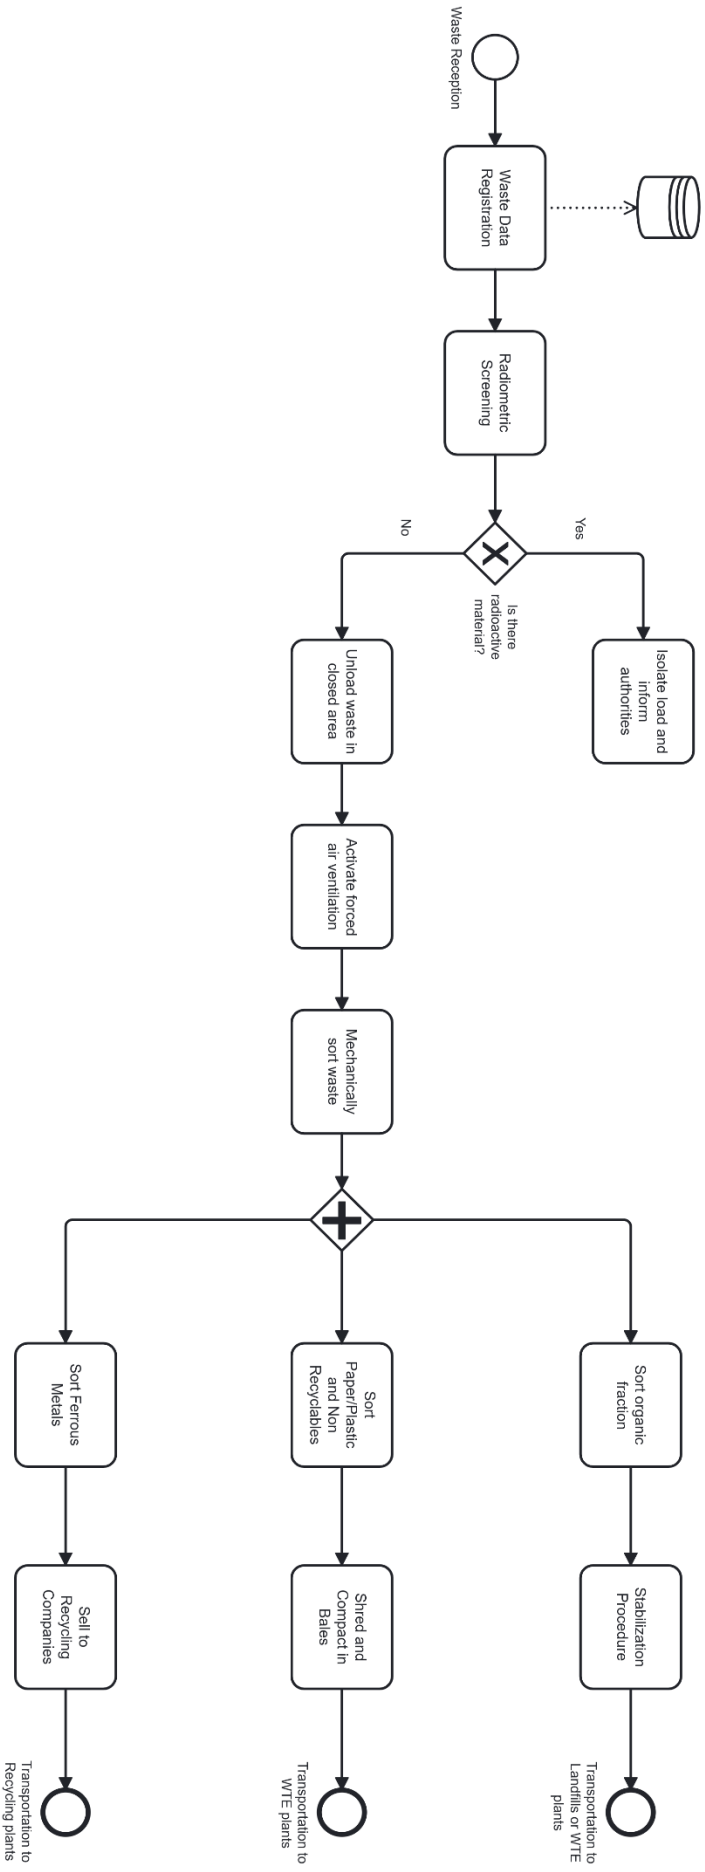 Waste Reception
Waste Data
Registration
Radiometric
Screening
Is there
radioactive
material?
Yes
No
Isolate load and
inform
authorities
Unload waste in
closed area
Activate forced
air ventilation
Mechanically
sort waste
Sort organic
fraction
Stabilization
Procedure
Transportation to
Landfills or WTE
plants
Sort
Paper/Plastic
and Non
Recyclables
Shred and
Compact in
Bales
Transportation to
WTE plants
Sort Ferrous
Metals
Sell to
Recycling
Companies
Transportation to
Recycling plants